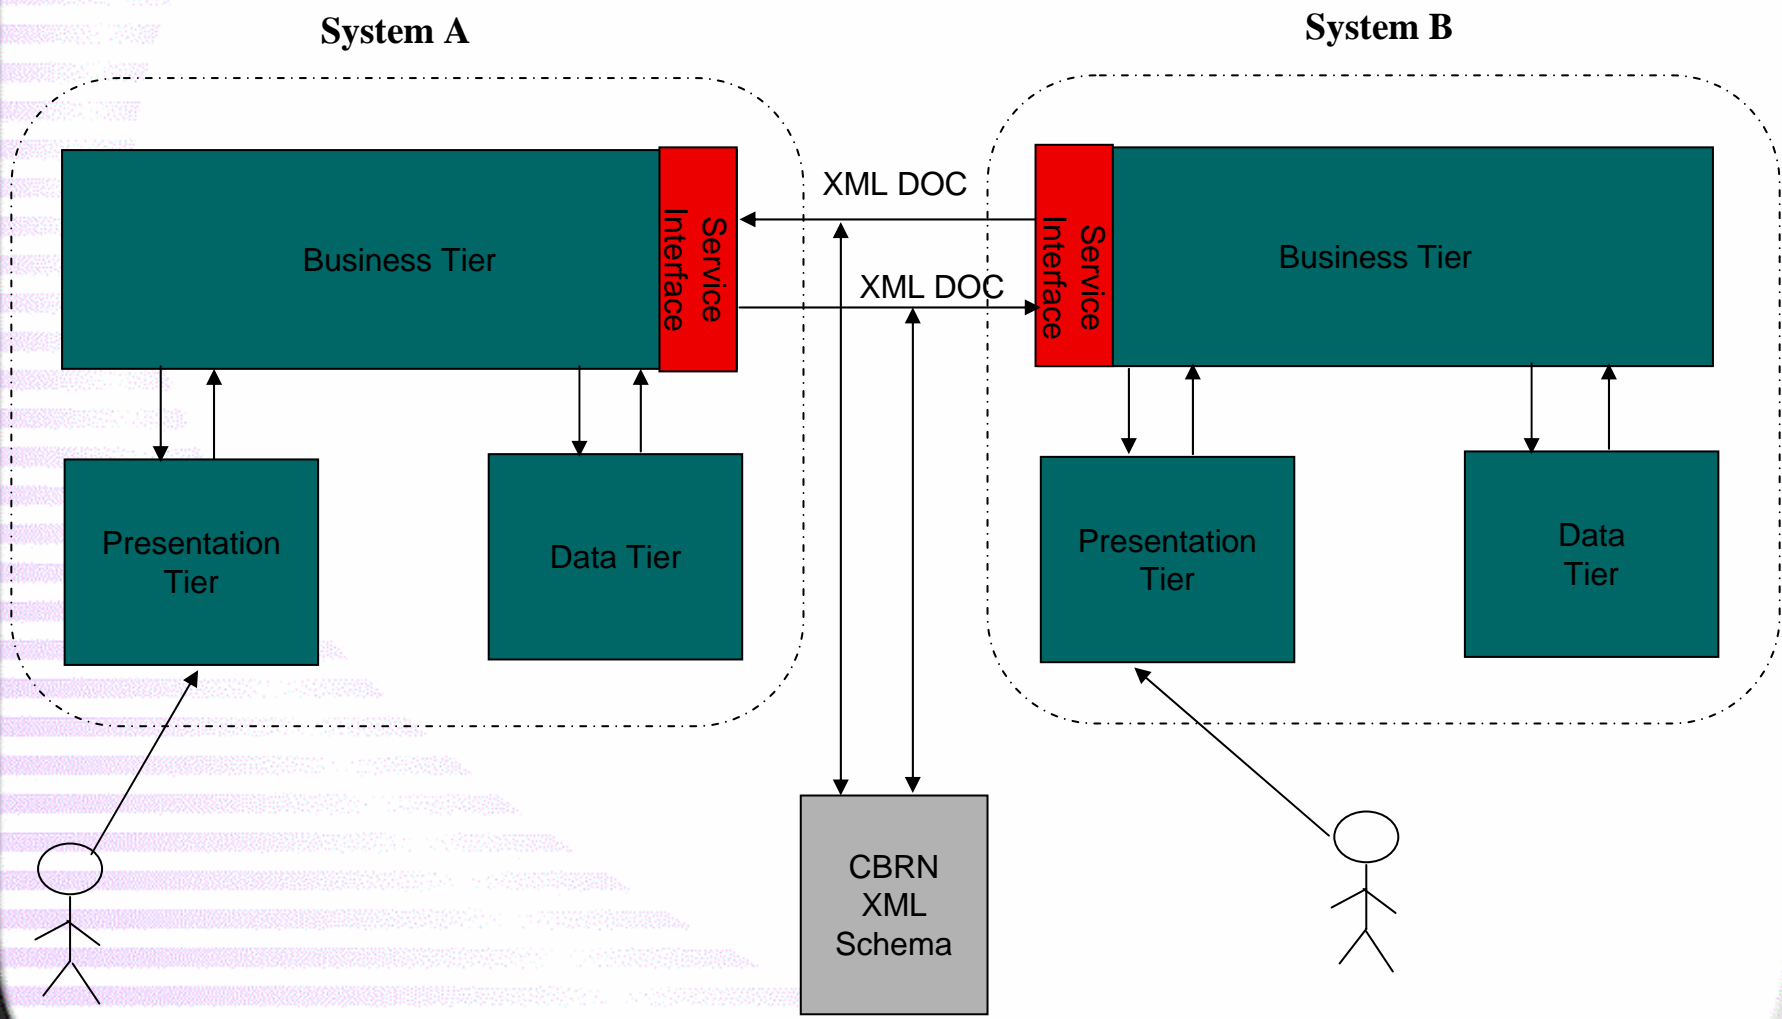 System A
System B
Business Tier
Service
Interface
XML DOC
XML DOC
Service
Interface
Business Tier
Presentation
Tier
Data Tier
Presentation
Tier
Data
Tier
CBRN
XML
Schema